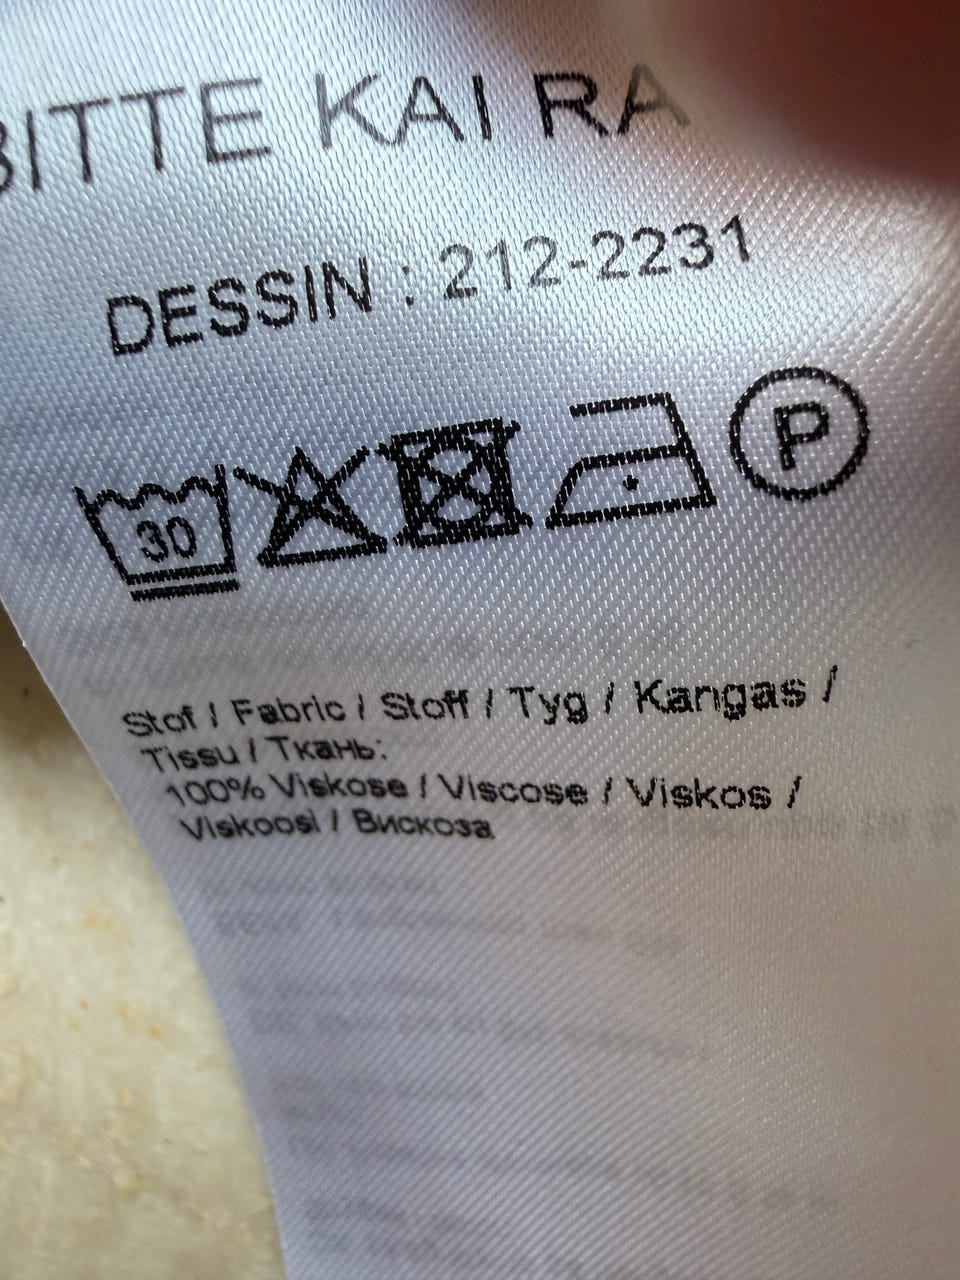 BITTE KAI RA
DESSIN : 212-2231
30
P
Stof / Fabric / Stoff / Tyg / Kangas /
Tissu / Ткань:
100% Viskose / Viscose / Viskos /
Viskoosi / Вискоза